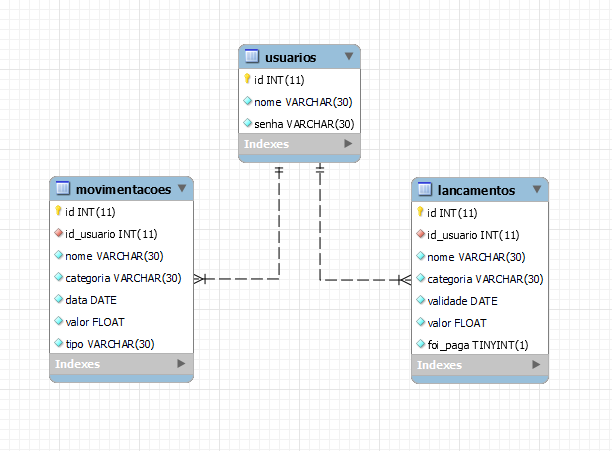 usuarios
id INT(11)
nome VARCHAR(30)
senha VARCHAR(30)
Indexes
movimentacoes
id INT(11)
id_usuario INT(11)
nome VARCHAR(30)
categoria VARCHAR(30)
data DATE
valor FLOAT
tipo VARCHAR(30)
Indexes
lancamentos
id INT(11)
id_usuario INT(11)
nome VARCHAR(30)
categoria VARCHAR(30)
validade DATE
valor FLOAT
foi_paga TINYINT(1)
Indexes